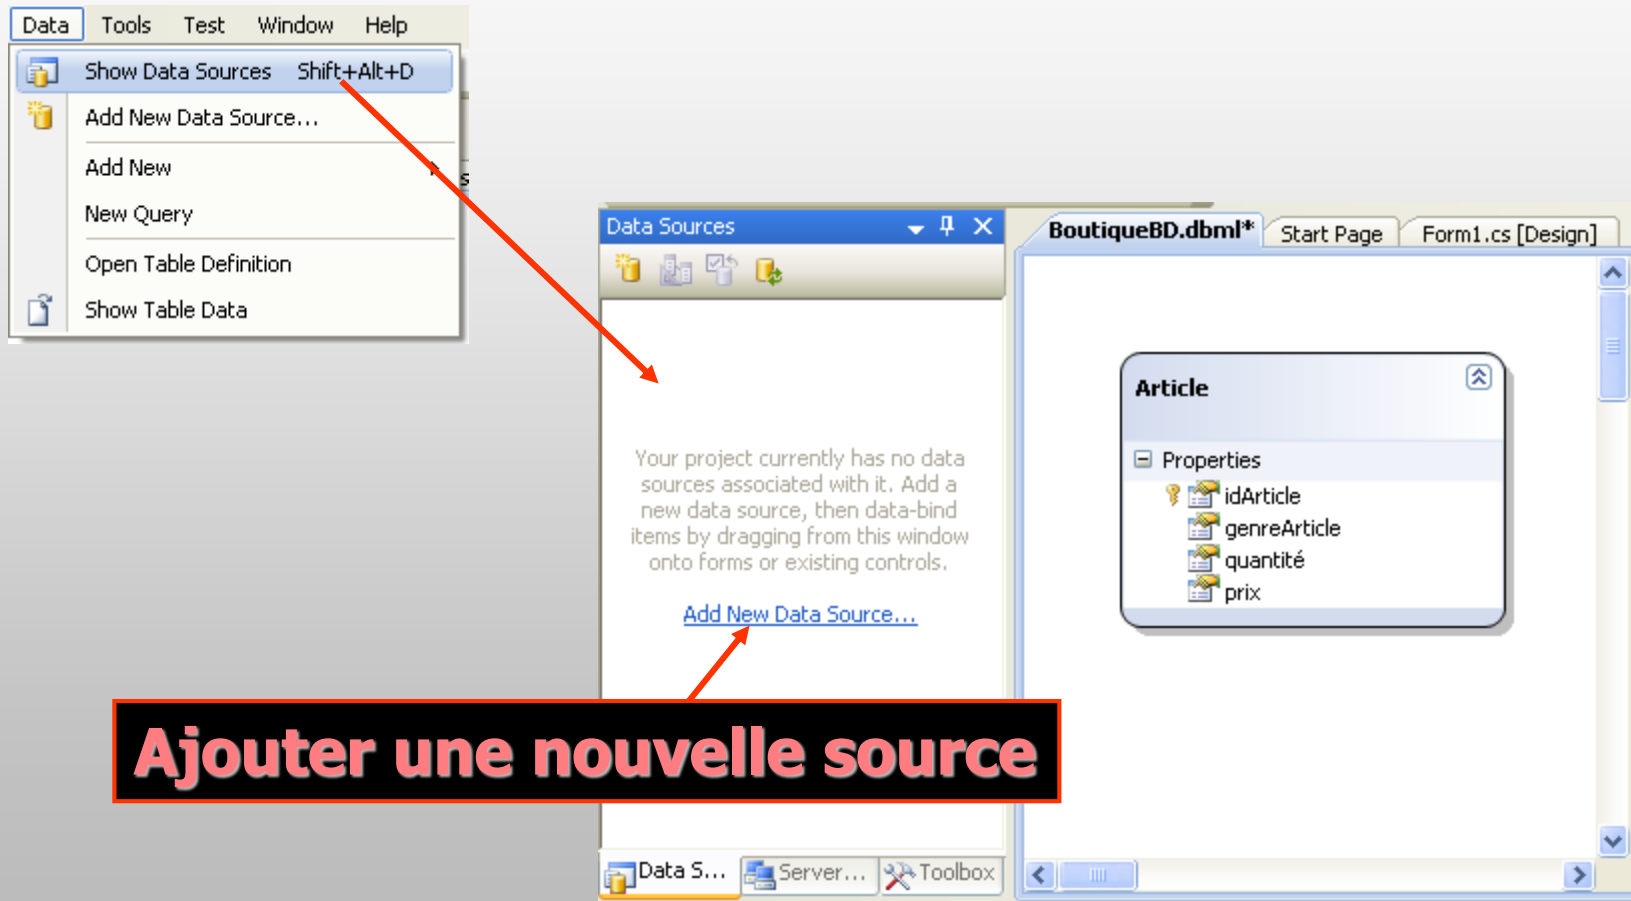 Data Tools Test Window Help
Show Data Sources Shift+Alt+D
Add New Data Source...
Add New
New Query
Open Table Definition
Show Table Data
Data Sources
Your project currently has no data
sources associated with it. Add a
new data source, then data-bind
items by dragging from this window
onto forms or existing controls.
Add New Data Source...
Data S... Server... Toolbox
BoutiqueBD.dbml* Start Page Form1.cs [Design]
Article
Properties
idArticle
genreArticle
quantité
prix
Ajouter une nouvelle source